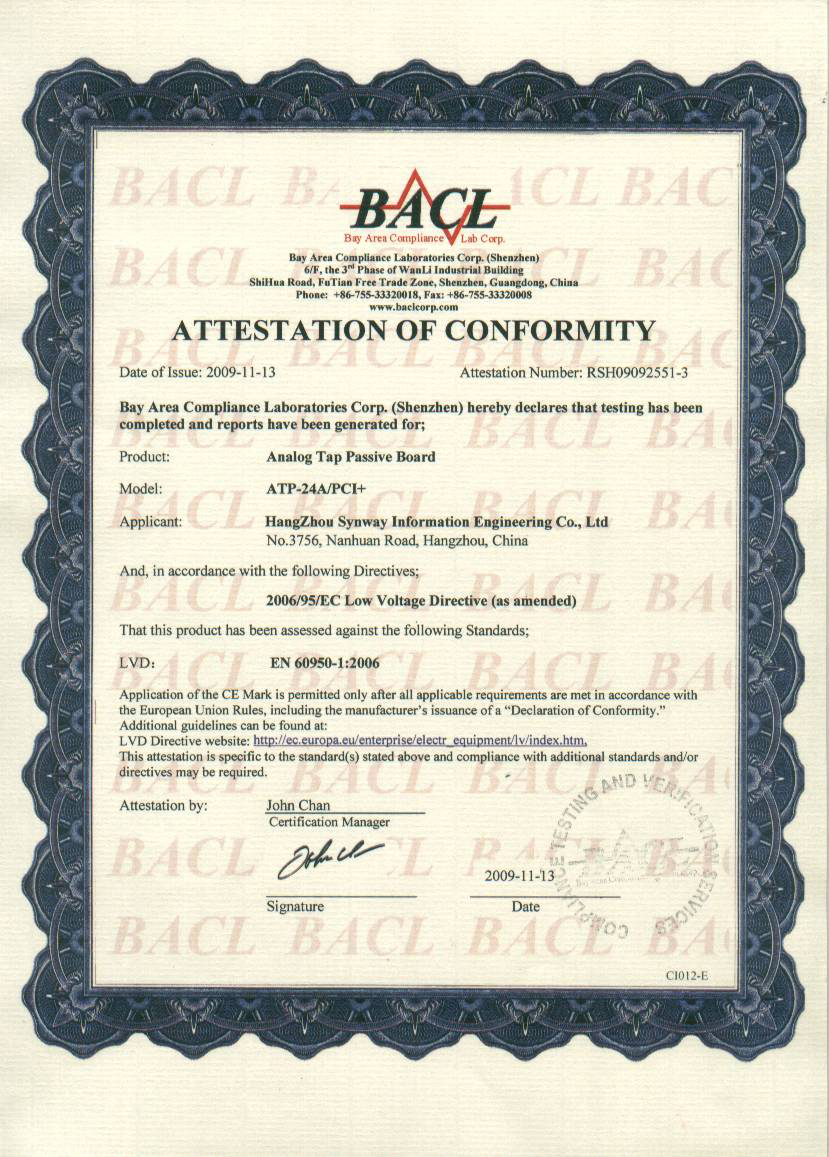 BACL
Bay Area Compliance Lab Corp.
Bay Area Compliance Laboratories Corp. (Shenzhen)
6/F, the 3rd Phase of WanLi Industrial Building
ShiHua Road, FuTian Free Trade Zone, Shenzhen, Guangdong, China
Phone: +86-755-33320018, Fax: +86-755-33320008
www.baclcorp.com
ATTESTATION OF CONFORMITY
Date of Issue: 2009-11-13 Attestation Number: RSH09092551-3
Bay Area Compliance Laboratories Corp. (Shenzhen) hereby declares that testing has been
completed and reports have been generated for;
Product: Analog Tap Passive Board
Model: ATP-24A/PCI+
Applicant: HangZhou Synway Information Engineering Co., Ltd
No.3756, Nanhuan Road, Hangzhou, China
And, in accordance with the following Directives;
2006/95/EC Low Voltage Directive (as amended)
That this product has been assessed against the following Standards;
LVD: EN 60950-1:2006
Application of the CE Mark is permitted only after all applicable requirements are met in accordance with
the European Union Rules, including the manufacturer's issuance of a “Declaration of Conformity.”
Additional guidelines can be found at:
LVD Directive website: http://ec.europa.eu/enterprise/electr_equipment/lv/index.htm.
This attestation is specific to the standard(s) stated above and compliance with additional standards and/or
directives may be required.
Attestation by: John Chan
Certification Manager
2009-11-13
Signature Date
COMPLIANCE TESTING AND VERIFICATION SERVICES
CI012-E